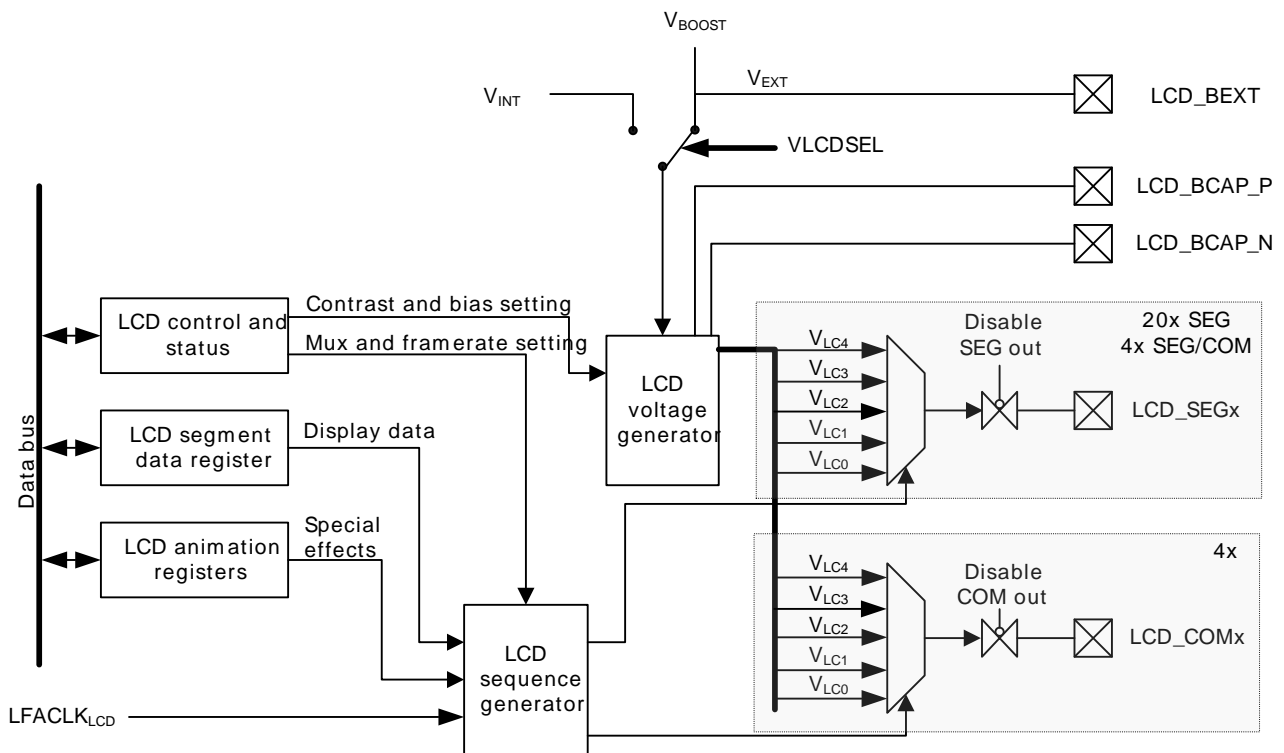 VBOOST
VEXT
VINT
LCD_BEXT
VLCDSEL
LCD_BCAP_P
LCD_BCAP_N
Data bus
LCD control and
status
Contrast and bias setting
Mux and framerate setting
LCD segment
data register
Display data
LCD animation
registers
Special
effects
LFACLKLCD
LCD
sequence
generator
LCD
voltage
generator
20x SEG
4x SEG/COM
Disable
SEG out
VLC4
VLC3
VLC2
VLC1
VLC0
LCD_SEGx
4x
Disable
COM out
VLC4
VLC3
VLC2
VLC1
VLC0
LCD_COMx